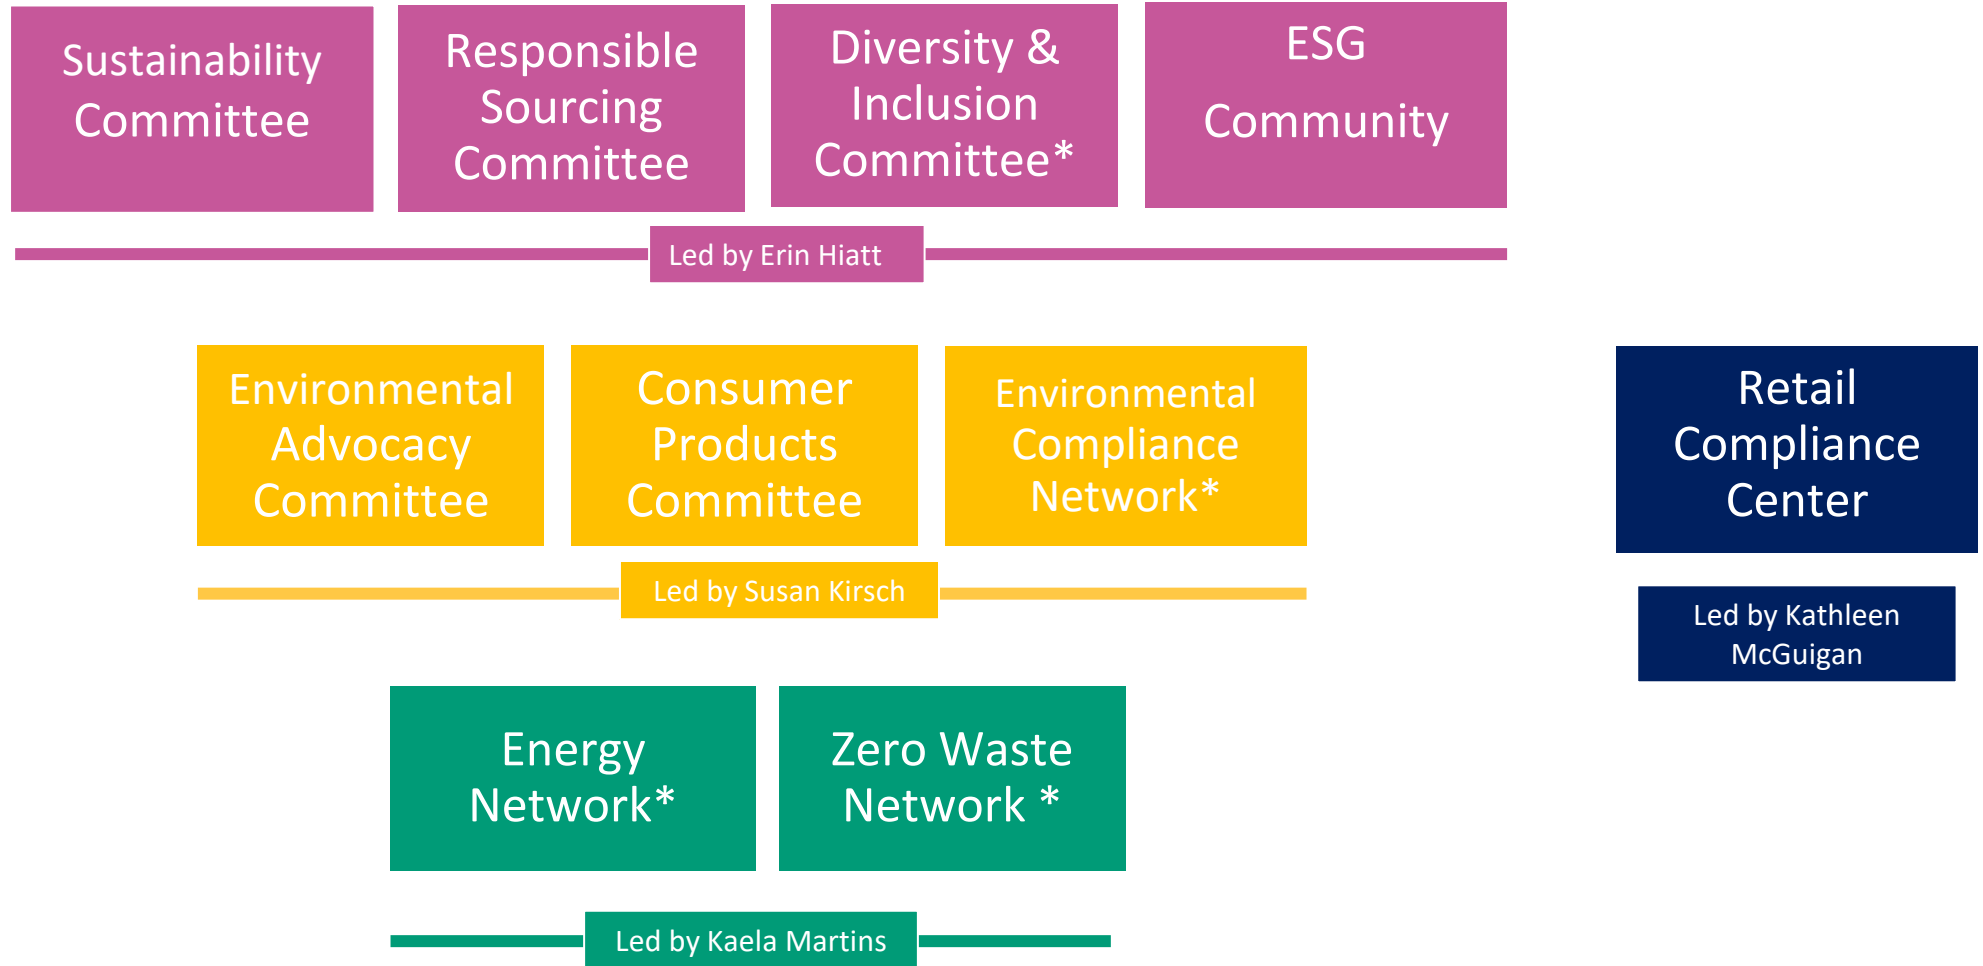 Sustainability
Committee
Responsible
Sourcing
Committee
Diversity &
Inclusion
Committee*
ESG
Community
Led by Erin Hiatt
Environmental
Advocacy
Committee
Consumer
Products
Committee
Environmental
Compliance
Network*
Led by Susan Kirsch
Retail
Compliance
Center
Led by Kathleen
McGuigan
Energy
Network*
Zero Waste
Network *
Led by Kaela Martins